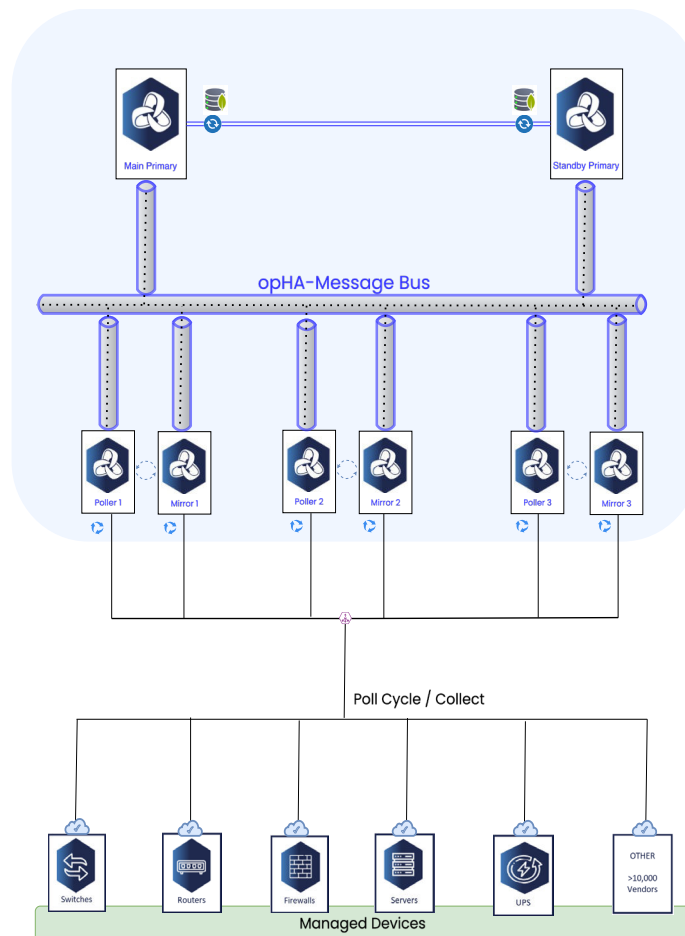 Main Primary
Standby Primary
opHA-Message Bus
Poller 1
Mirror 1
Poller 2
Mirror 2
Poller 3
Mirror 3
Poll Cycle / Collect
Switches
Routers
Firewalls
Servers
UPS
OTHER
>10,000
Vendors
Managed Devices